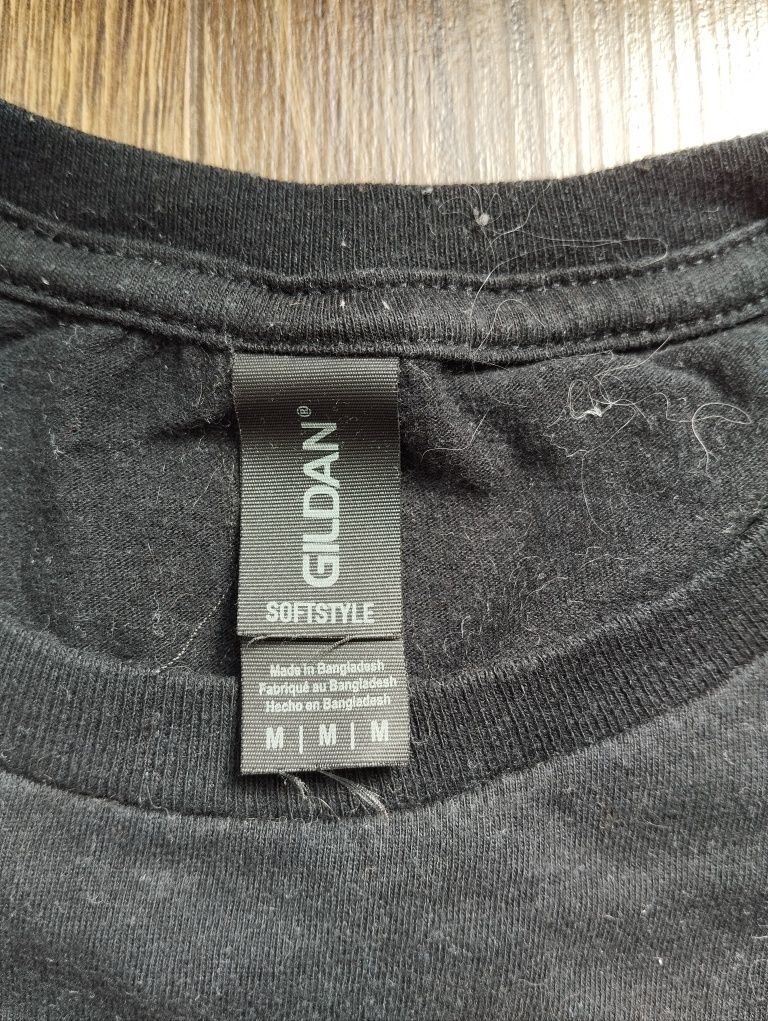 GILDAN®
SOFTSTYLE
Made in Bangladesh
Fabriqué au Bangladesh
Hecho en Bangladesh
M | M | M